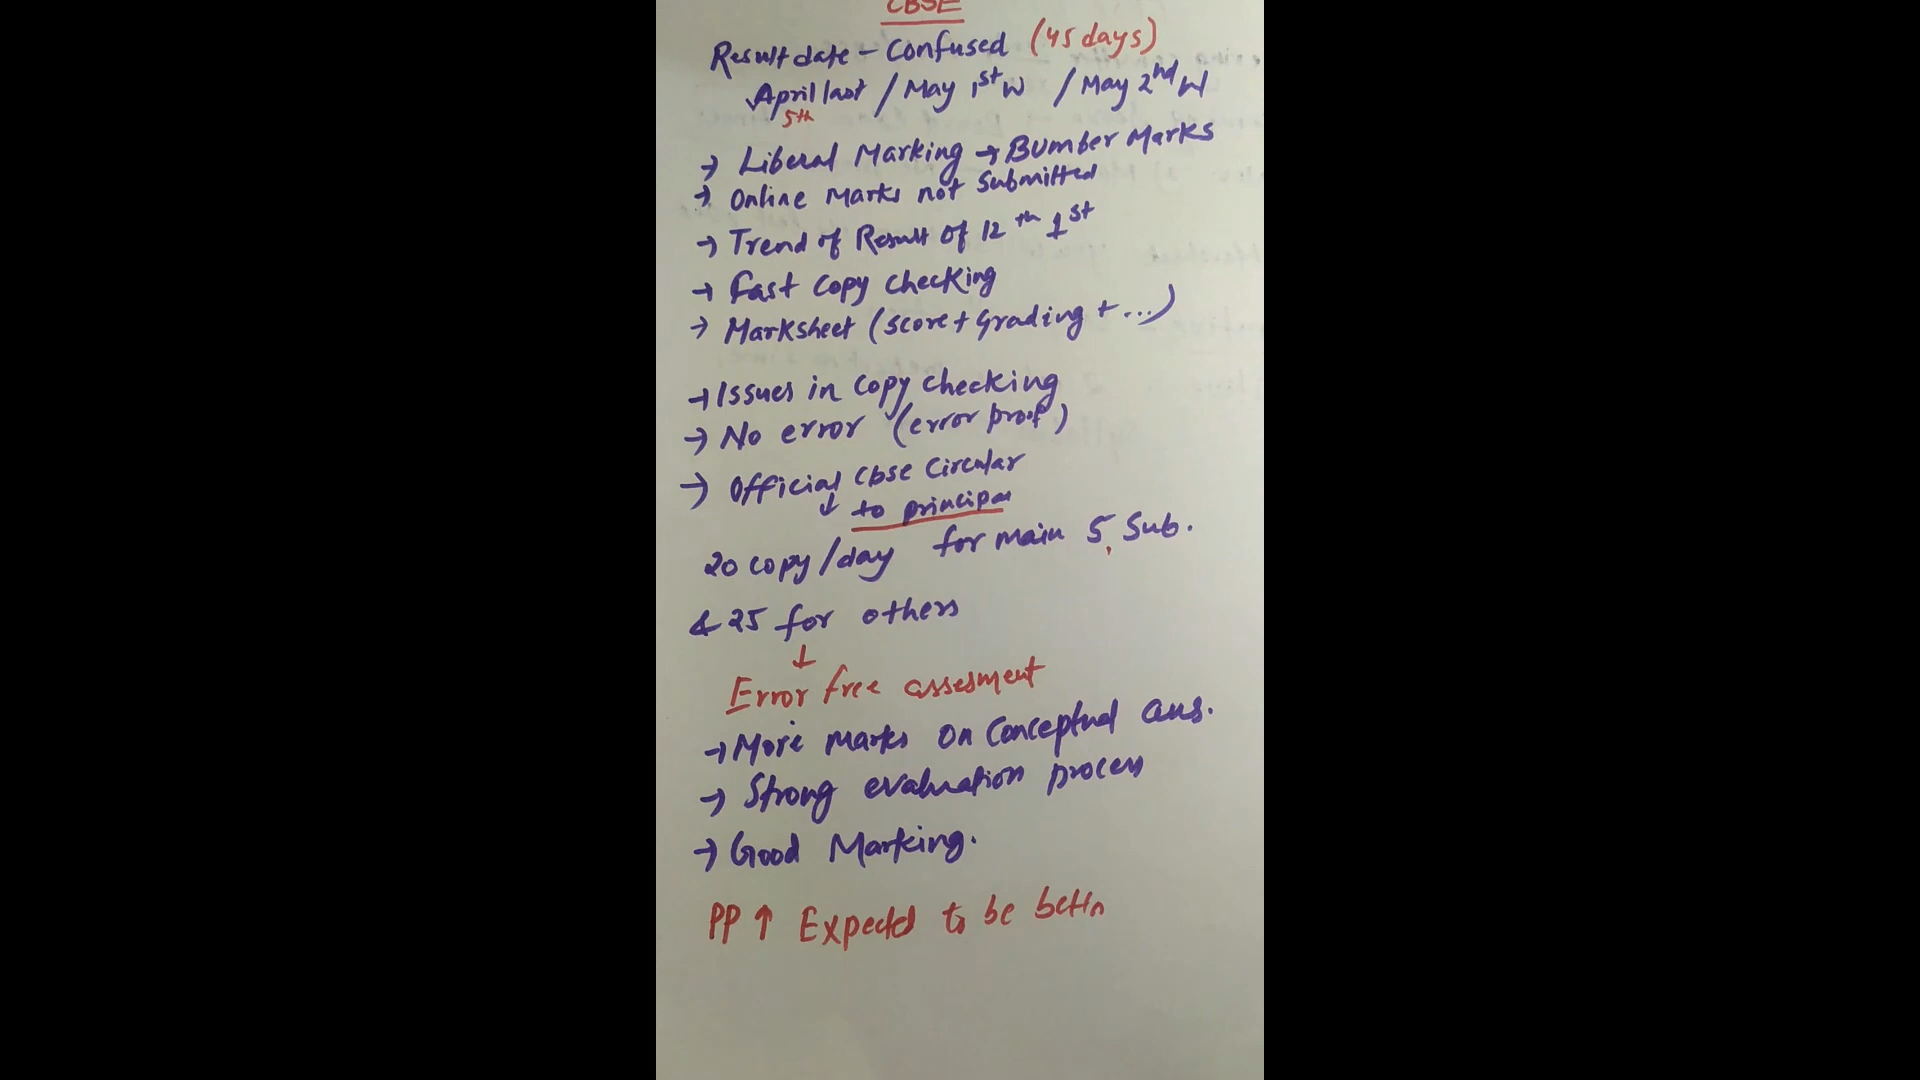 CBSE
Result date - Confused (45 days)
April last / May 1st W / May 2nd W
5th
→ Liberal Marking → Bumber Marks
→ Online Marks not Submitted
→ Trend of Result of 12th 1st
→ Fast Copy Checking
→ Marksheet (Score + Grading + ...)
→ Issues in Copy Checking
→ No error (error proof)
→ Official Cbse Circular
↓ to principal
20 copy/day for main 5 Sub.
& 25 for others
↓
Error free assesment
→ More marks on Conceptual ans.
→ Strong evaluation process
→ Good Marking.
PP ↑ Expected to be better